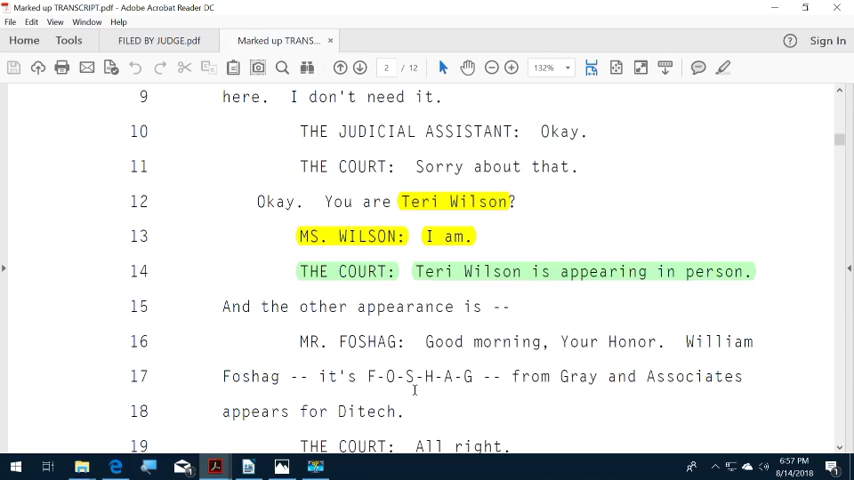 Marked up TRANSCRIPT.pdf - Adobe Acrobat Reader DC
File Edit View Window Help
Home Tools FILED BY JUDGE.pdf Marked up TRANS... × Sign In
2 / 12 132%
9 here. I don't need it.
10 THE JUDICIAL ASSISTANT: Okay.
11 THE COURT: Sorry about that.
12 Okay. You are Teri Wilson?
13 MS. WILSON: I am.
14 THE COURT: Teri Wilson is appearing in person.
15 And the other appearance is --
16 MR. FOSHAG: Good morning, Your Honor. William
17 Foshag -- it's F-O-S-H-A-G -- from Gray and Associates
18 appears for Ditech.
19 THE COURT: All right.
6:57 PM
8/14/2018